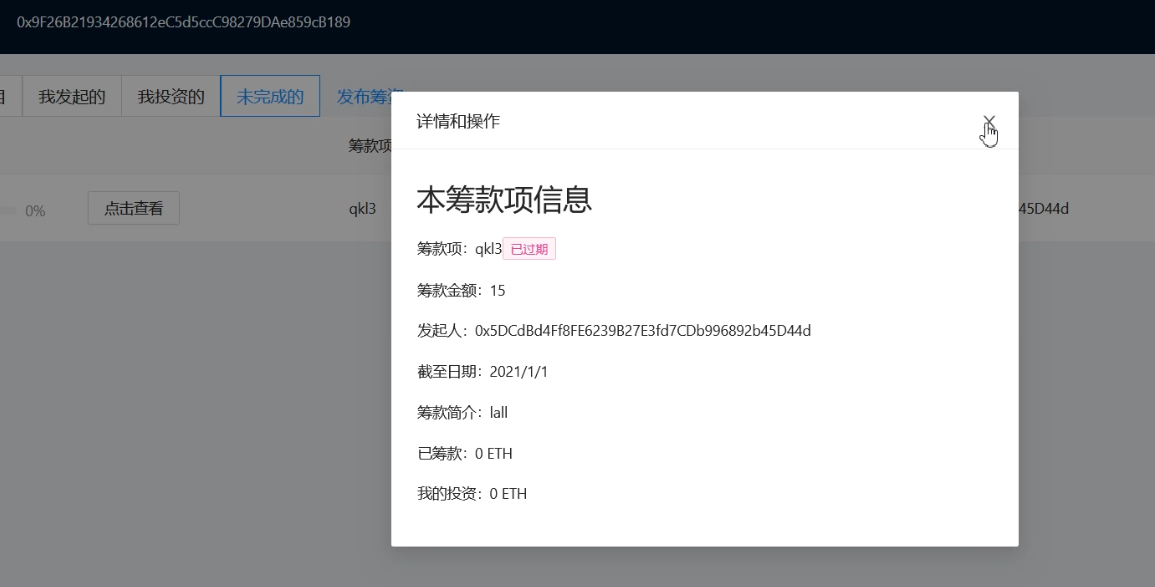 0x9F26B21934268612eC5d5ccC98279DAe859cB189
我发起的 我投资的 未完成的 发布筹资
筹款项
0% 点击查看 qkl3 45D44d
详情和操作
本筹款项信息
筹款项：qkl3 已过期
筹款金额：15
发起人：0x5DCdBd4Ff8FE6239B27E3fd7CDb996892b45D44d
截至日期：2021/1/1
筹款简介：lall
已筹款：0 ETH
我的投资：0 ETH